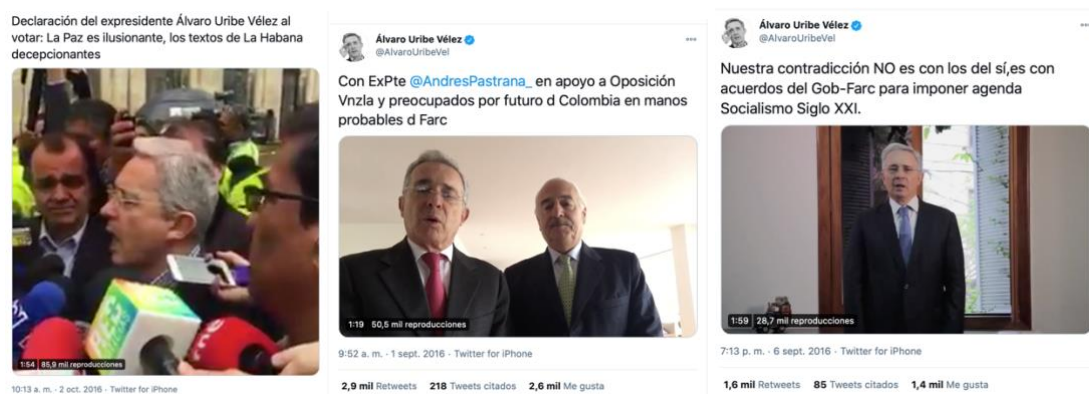 Declaración del expresidente Álvaro Uribe Vélez al
votar: La Paz es ilusionante, los textos de La Habana
decepcionantes
1:54 85,9 mil reproducciones
10:13 a. m. · 2 oct. 2016 · Twitter for iPhone
Álvaro Uribe Vélez
@AlvaroUribeVel
Con ExPte @AndresPastrana_ en apoyo a Oposición
Vnzla y preocupados por futuro d Colombia en manos
probables d Farc
1:19 50,5 mil reproducciones
9:52 a. m. · 1 sept. 2016 · Twitter for iPhone
2,9 mil Retweets 218 Tweets citados 2,6 mil Me gusta
Álvaro Uribe Vélez
@AlvaroUribeVel
Nuestra contradicción NO es con los del sí,es con
acuerdos del Gob-Farc para imponer agenda
Socialismo Siglo XXI.
1:59 28,7 mil reproducciones
7:13 p. m. · 6 sept. 2016 · Twitter for iPhone
1,6 mil Retweets 85 Tweets citados 1,4 mil Me gusta